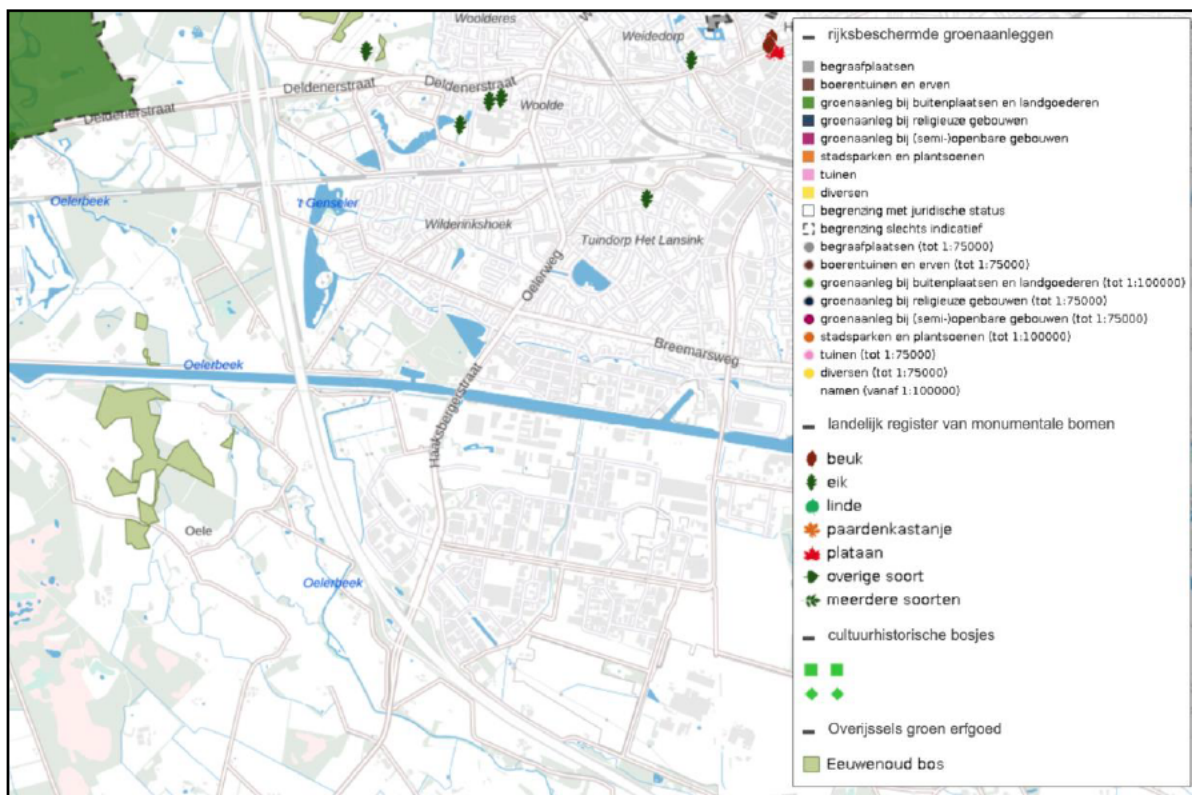 Woolderes
Weidedorp
H
Deldenerstraat
Deldenerstraat
Woolde
Deldenerstraat
Oelerbeek
't Genseler
Wilderinkshoek
Tuindorp Het Lansink
Oelerweg
Breemarsweg
Oelerbeek
Haaksbergerstraat
Oele
Oelerbeek
rijksbeschermde groenaanleggen
begraafplaatsen
boerentuinen en erven
groenaanleg bij buitenplaatsen en landgoederen
groenaanleg bij religieuze gebouwen
groenaanleg bij (semi-)openbare gebouwen
stadsparken en plantsoenen
tuinen
diversen
begrenzing met juridische status
begrenzing slechts indicatief
begraafplaatsen (tot 1:75000)
boerentuinen en erven (tot 1:75000)
groenaanleg bij buitenplaatsen en landgoederen (tot 1:100000)
groenaanleg bij religieuze gebouwen (tot 1:75000)
groenaanleg bij (semi-)openbare gebouwen (tot 1:75000)
stadsparken en plantsoenen (tot 1:100000)
tuinen (tot 1:75000)
diversen (tot 1:75000)
namen (vanaf 1:100000)
landelijk register van monumentale bomen
beuk
eik
linde
paardenkastanje
plataan
overige soort
meerdere soorten
cultuurhistorische bosjes
Overijssels groen erfgoed
Eeuwenoud bos